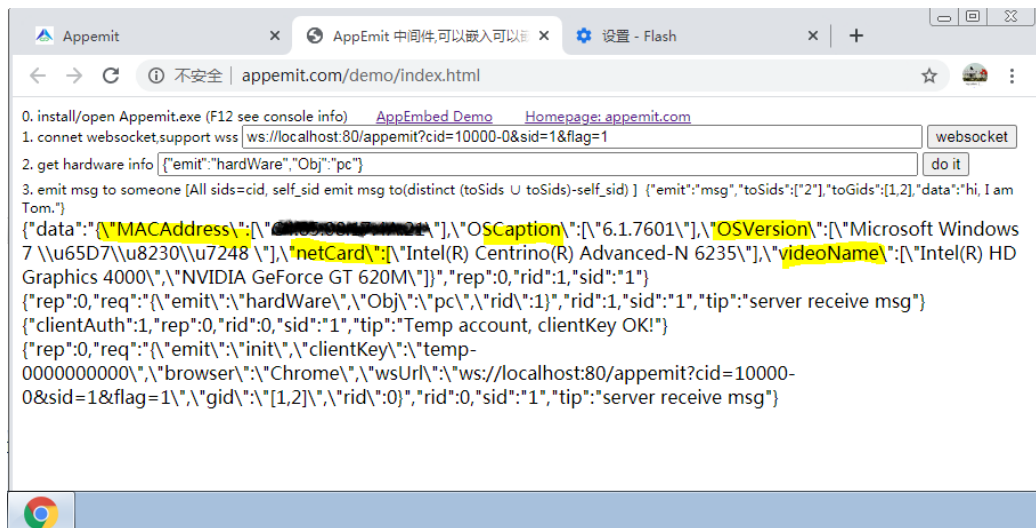 Appemit
AppEmit 中间件,可以嵌入可以
设置 - Flash
不安全 appemit.com/demo/index.html
0. install/open Appemit.exe (F12 see console info) AppEmbed Demo Homepage: appemit.com
1. connet websocket,support wss ws://localhost:80/appemit?cid=10000-0&sid=1&flag=1 websocket
2. get hardware info {"emit":"hardWare","Obj":"pc"} do it
3. emit msg to someone [All sids=cid, self_sid emit msg to(distinct (toSids ∪ toSids)-self_sid) ] {"emit":"msg","toSids":["2"],"toGids":[1,2],"data":"hi, I am
Tom."}
{"data":"{\"MACAddress\":[\"\"],\"OSCaption\":[\"6.1.7601\"],\"OSVersion\":[\"Microsoft Windows
7 \\u65D7\\u8230\\u7248 \"],\"netCard\":[\"Intel(R) Centrino(R) Advanced-N 6235\"],\"videoName\":[\"Intel(R) HD
Graphics 4000\",\"NVIDIA GeForce GT 620M\"]}","rep":0,"rid":1,"sid":"1"}
{"rep":0,"req":"{\"emit\":\"hardWare\",\"Obj\":\"pc\",\"rid\":1}","rid":1,"sid":"1","tip":"server receive msg"}
{"clientAuth":1,"rep":0,"rid":0,"sid":"1","tip":"Temp account, clientKey OK!"}
{"rep":0,"req":"{\"emit\":\"init\",\"clientKey\":\"temp-
0000000000\",\"browser\":\"Chrome\",\"wsUrl\":\"ws://localhost:80/appemit?cid=10000-
0&sid=1&flag=1\",\"gid\":\"[1,2]\",\"rid\":0}","rid":0,"sid":"1","tip":"server receive msg"}